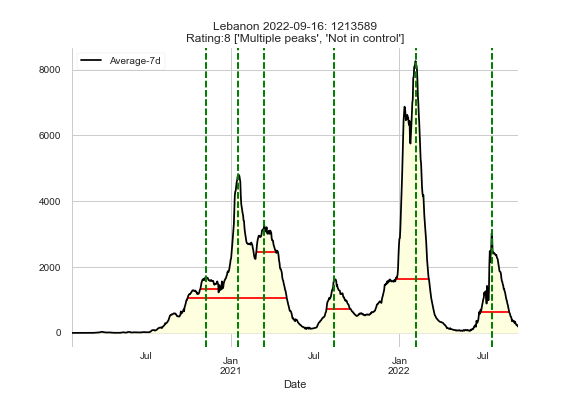 Lebanon 2022-09-16: 1213589
Rating:8 ['Multiple peaks', 'Not in control']
Average-7d
8000
6000
4000
2000
0
Jul
Jan
2021
Jul
Jan
2022
Jul
Date